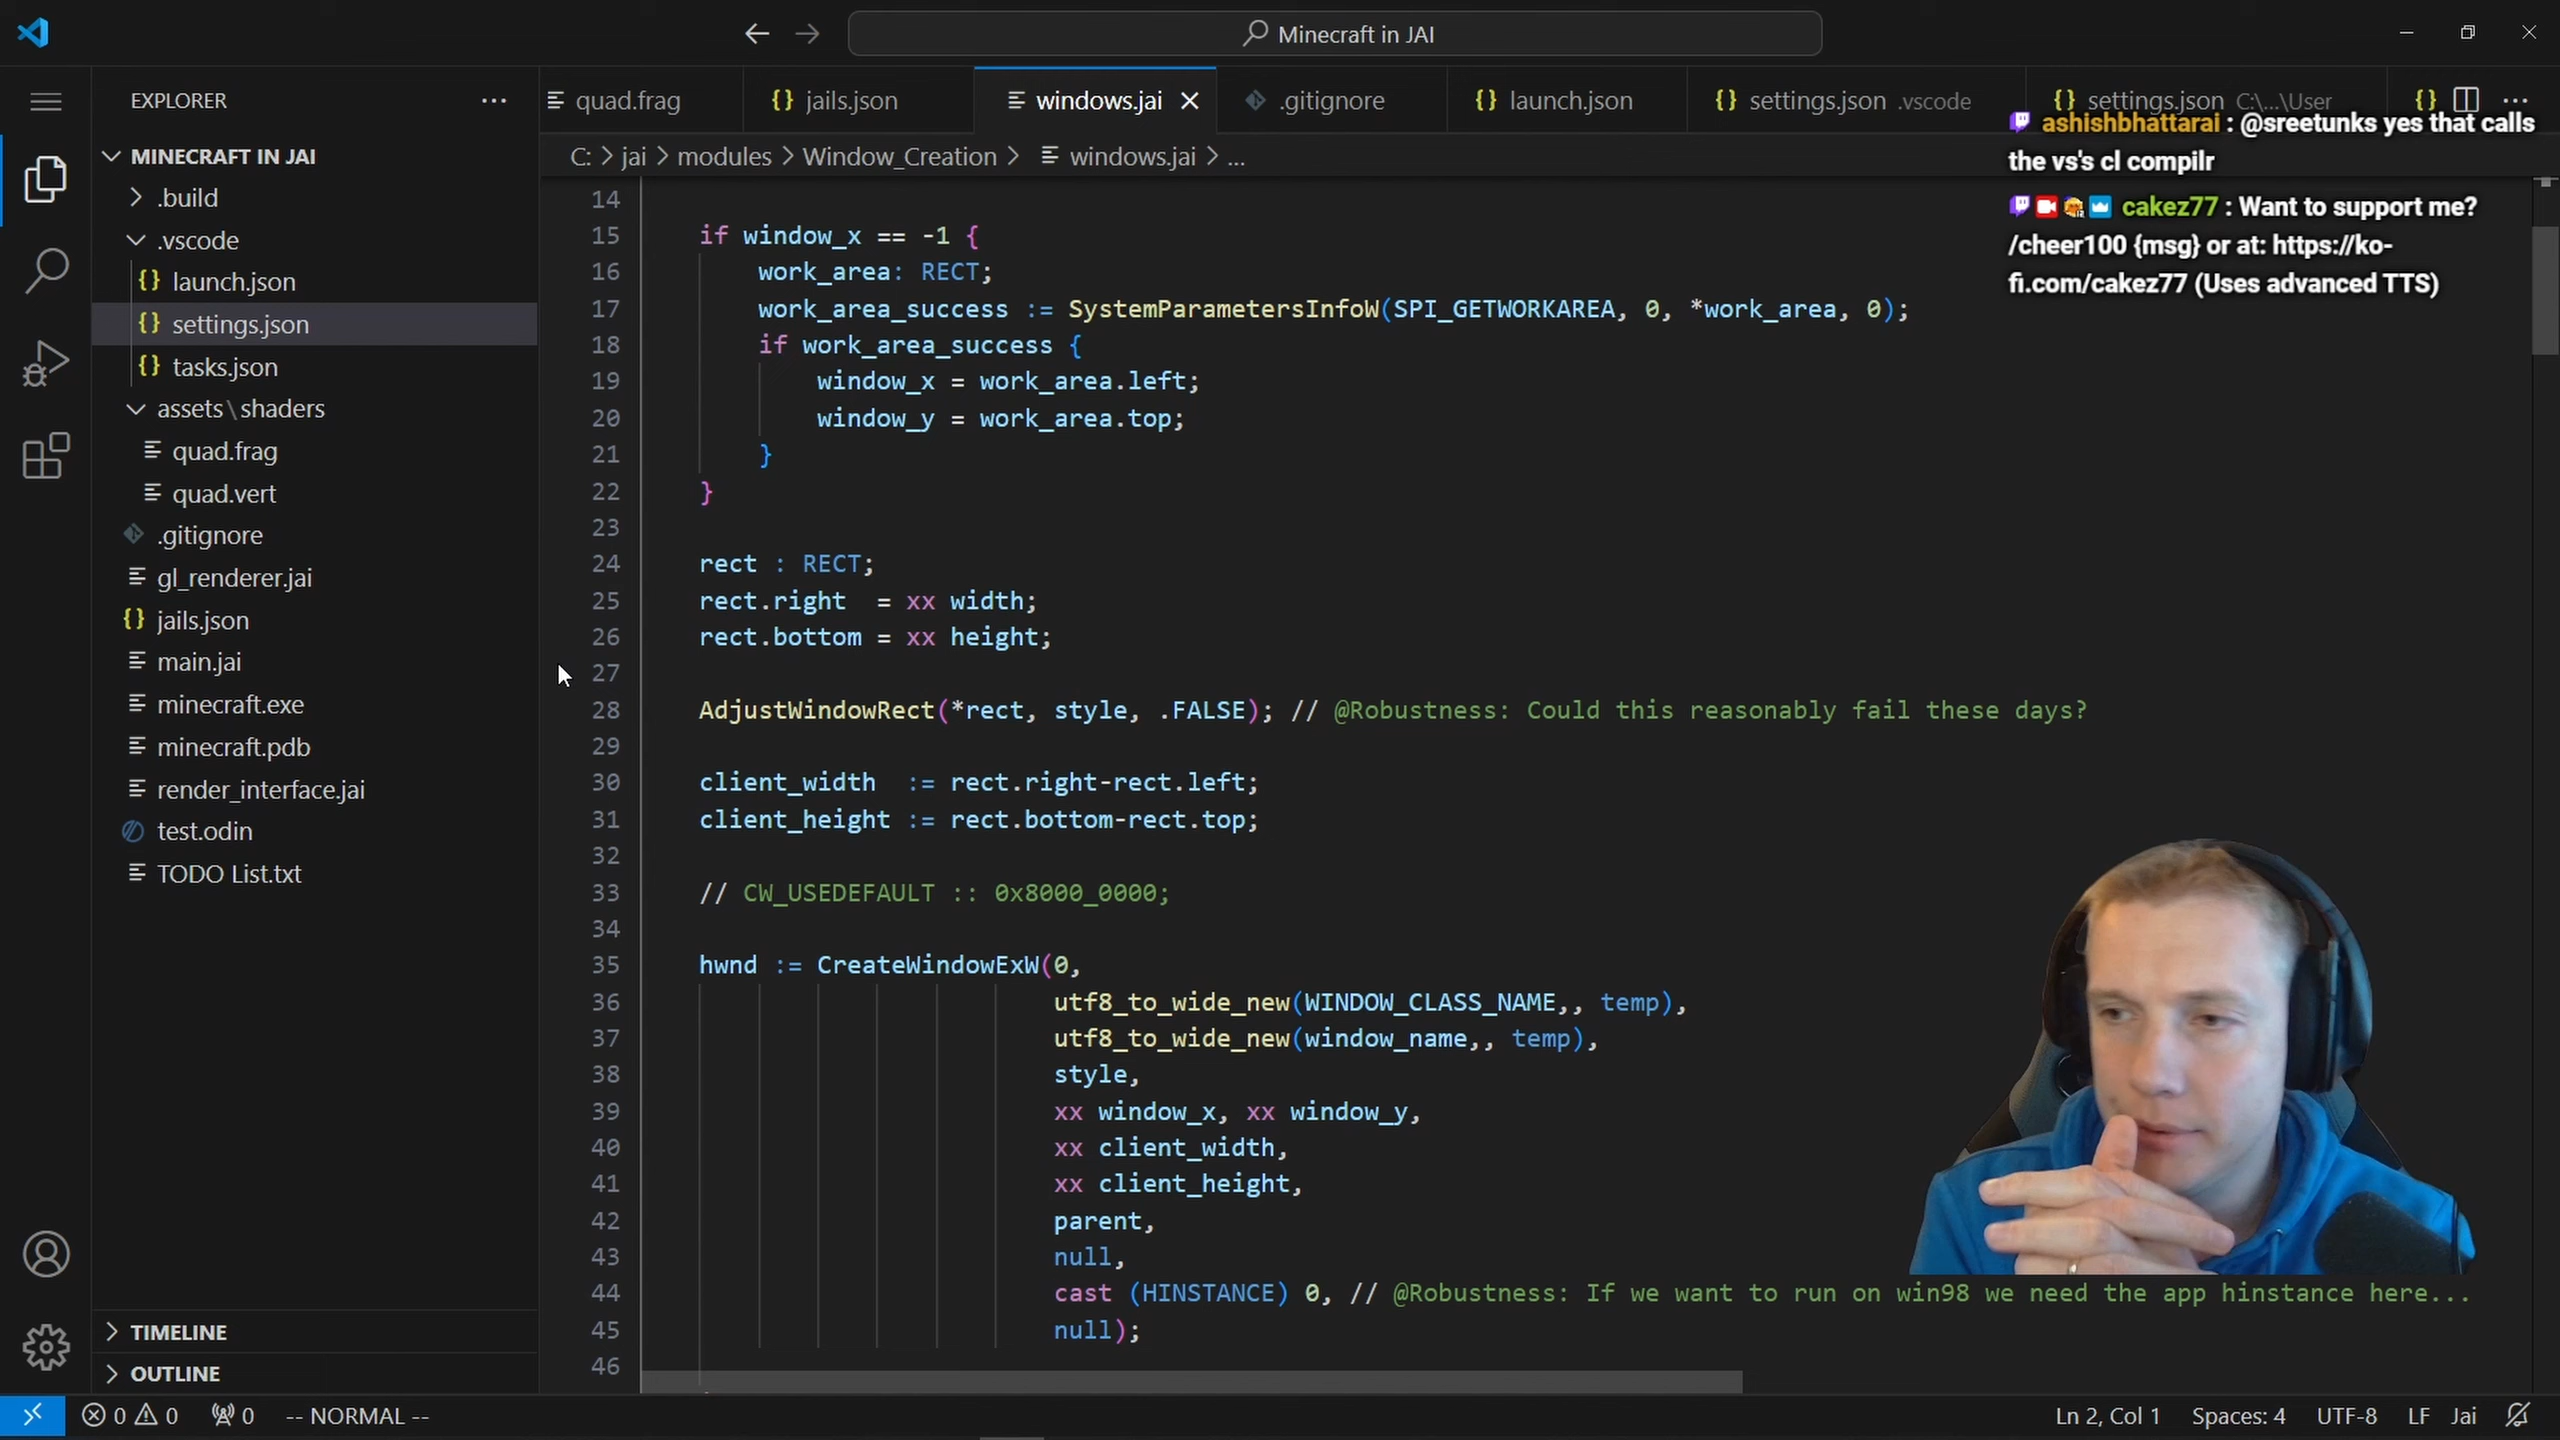 Minecraft in JAI
EXPLORER
MINECRAFT IN JAI
.build
.vscode
launch.json
settings.json
tasks.json
assets\shaders
quad.frag
quad.vert
.gitignore
gl_renderer.jai
jails.json
main.jai
minecraft.exe
minecraft.pdb
render_interface.jai
test.odin
TODO List.txt
TIMELINE
OUTLINE
quad.frag
jails.json
windows.jai
.gitignore
launch.json
settings.json .vscode
settings.json C:\...\User
C: > jai > modules > Window_Creation > windows.jai > ...
ashishbhattarai : @sreetunks yes that calls
the vs's cl compilr
cakez77 : Want to support me?
/cheer100 {msg} or at: https://ko-
fi.com/cakez77 (Uses advanced TTS)
14
15 if window_x == -1 {
16 work_area: RECT;
17 work_area_success := SystemParametersInfoW(SPI_GETWORKAREA, 0, *work_area, 0);
18 if work_area_success {
19 window_x = work_area.left;
20 window_y = work_area.top;
21 }
22 }
23
24 rect : RECT;
25 rect.right  = xx width;
26 rect.bottom = xx height;
27
28 AdjustWindowRect(*rect, style, .FALSE); // @Robustness: Could this reasonably fail these days?
29
30 client_width  := rect.right-rect.left;
31 client_height := rect.bottom-rect.top;
32
33 // CW_USEDEFAULT :: 0x8000_0000;
34
35 hwnd := CreateWindowExW(0,
36 utf8_to_wide_new(WINDOW_CLASS_NAME,, temp),
37 utf8_to_wide_new(window_name,, temp),
38 style,
39 xx window_x, xx window_y,
40 xx client_width,
41 xx client_height,
42 parent,
43 null,
44 cast (HINSTANCE) 0, // @Robustness: If we want to run on win98 we need the app hinstance here...
45 null);
46
0 0 0 -- NORMAL -- Ln 2, Col 1 Spaces: 4 UTF-8 LF Jai